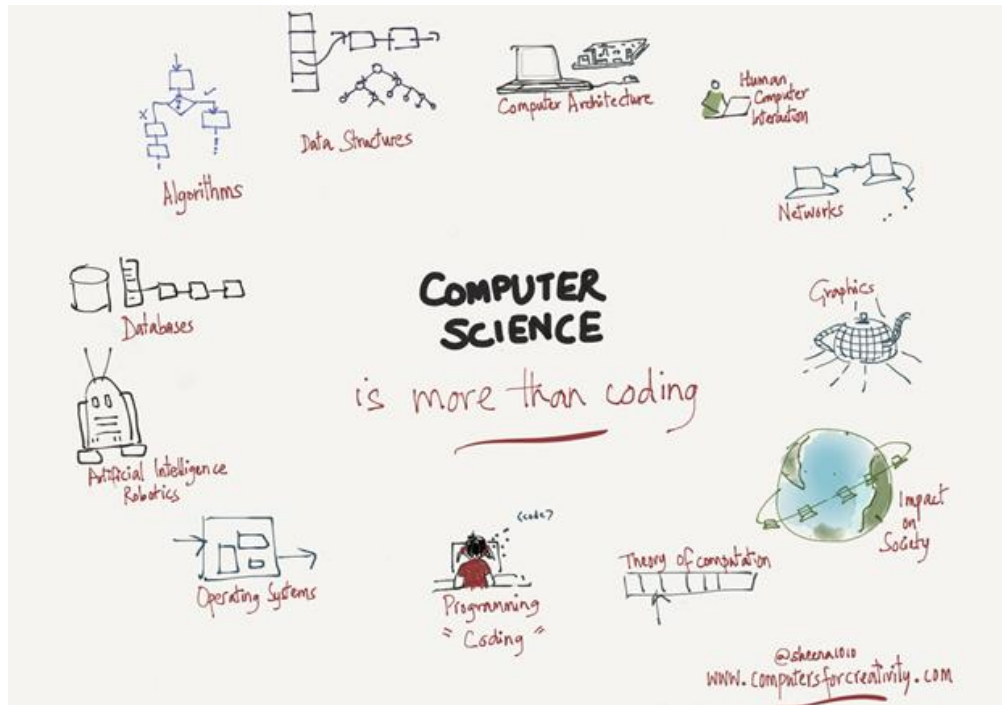 Data Structures
Computer Architecture
Human
Computer
Interaction
Algorithms
Networks
Databases
COMPUTER
SCIENCE
is more than coding
Graphics
Artificial Intelligence
Robotics
Impact
on
Society
Operating Systems
<code>
Programming
"Coding"
Theory of computation
@sheena1010
www.computersforcreativity.com